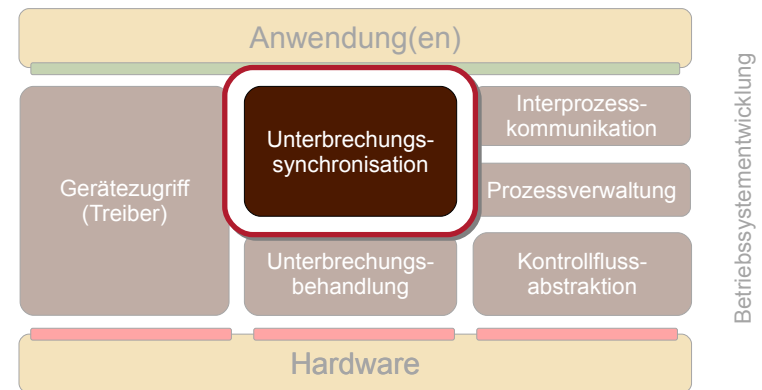 Anwendung(en)
Gerätezugriff
(Treiber)
Unterbrechungs-
synchronisation
Unterbrechungs-
behandlung
Interprozess-
kommunikation
Prozessverwaltung
Kontrollfluss-
abstraktion
Hardware
Betriebssystementwicklung